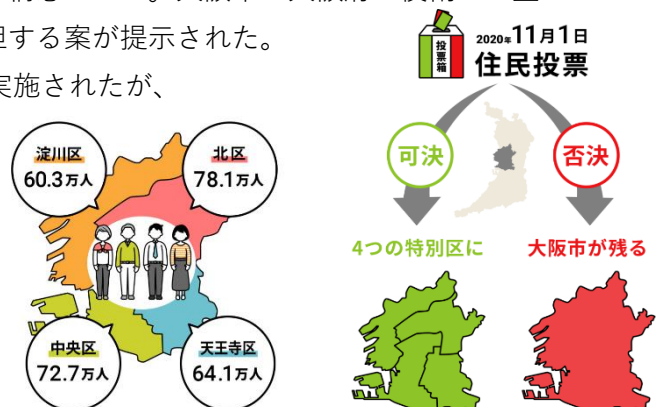 担する案が提示された。
実施されたが、
淀川区
60.3万人
北区
78.1万人
中央区
72.7万人
天王寺区
64.1万人
投票箱
2020年11月1日
住民投票
可決
否決
4つの特別区に
大阪市が残る